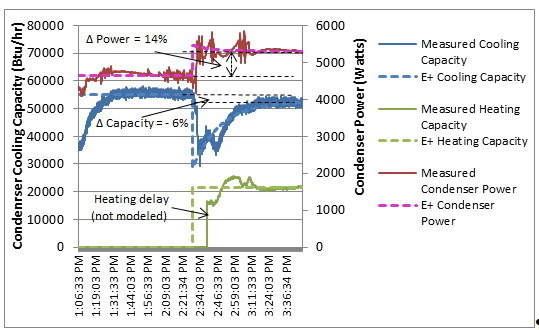 Condenrser Cooling Capacity (Btu/hr)
80000
70000
60000
50000
40000
30000
20000
10000
0
Δ Power = 14%
Δ Capacity = - 6%
Heating delay
(not modeled)
6000
5000
4000
3000
2000
1000
0
Condenser Power (Watts)
1:06:33 PM
1:19:03 PM
1:31:33 PM
1:44:03 PM
1:56:33 PM
2:09:03 PM
2:21:34 PM
2:34:03 PM
2:46:33 PM
2:59:03 PM
3:11:33 PM
3:24:03 PM
3:36:34 PM
Measured Cooling
Capacity
E+ Cooling Capacity
Measured Heating
Capacity
E+ Heating Capacity
Measured
Condenser Power
E+ Condenser
Power